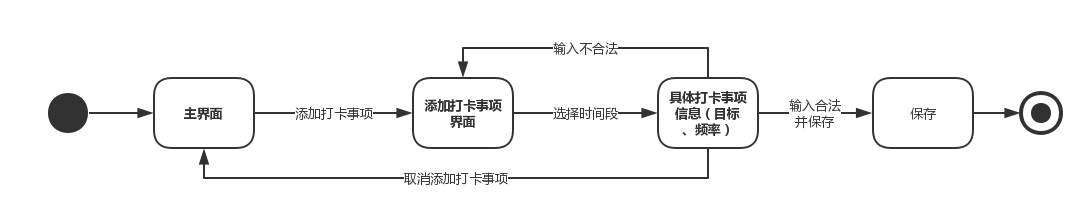 输入不合法
主界面
添加打卡事项
添加打卡事项
界面
选择时间段
具体打卡事项
信息（目标
、频率）
输入合法
并保存
保存
取消添加打卡事项